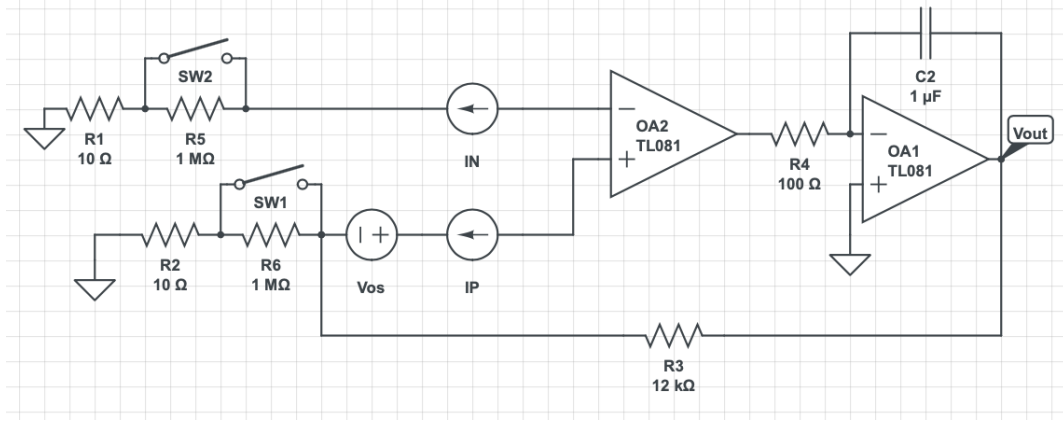 C2
1 µF
SW2
R1
10 Ω
R5
1 MΩ
IN
−
+
OA2
TL081
R4
100 Ω
−
+
OA1
TL081
Vout
SW1
R2
10 Ω
R6
1 MΩ
Vos
IP
R3
12 kΩ